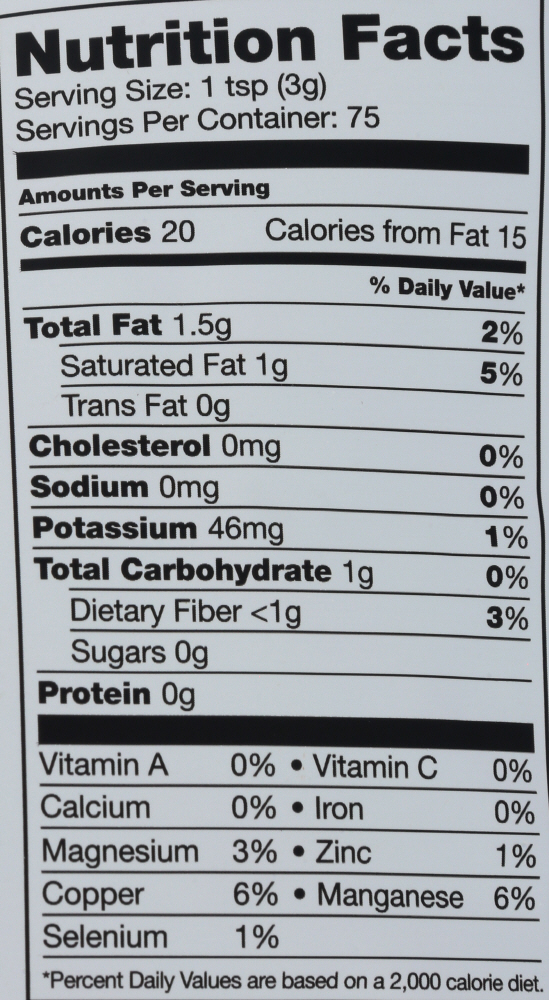 Nutrition Facts
Serving Size: 1 tsp (3g)
Servings Per Container: 75
Amounts Per Serving
Calories 20 Calories from Fat 15
% Daily Value*
Total Fat 1.5g 2%
Saturated Fat 1g 5%
Trans Fat 0g
Cholesterol 0mg 0%
Sodium 0mg 0%
Potassium 46mg 1%
Total Carbohydrate 1g 0%
Dietary Fiber <1g 3%
Sugars 0g
Protein 0g
Vitamin A 0% • Vitamin C 0%
Calcium 0% • Iron 0%
Magnesium 3% • Zinc 1%
Copper 6% • Manganese 6%
Selenium 1%
*Percent Daily Values are based on a 2,000 calorie diet.